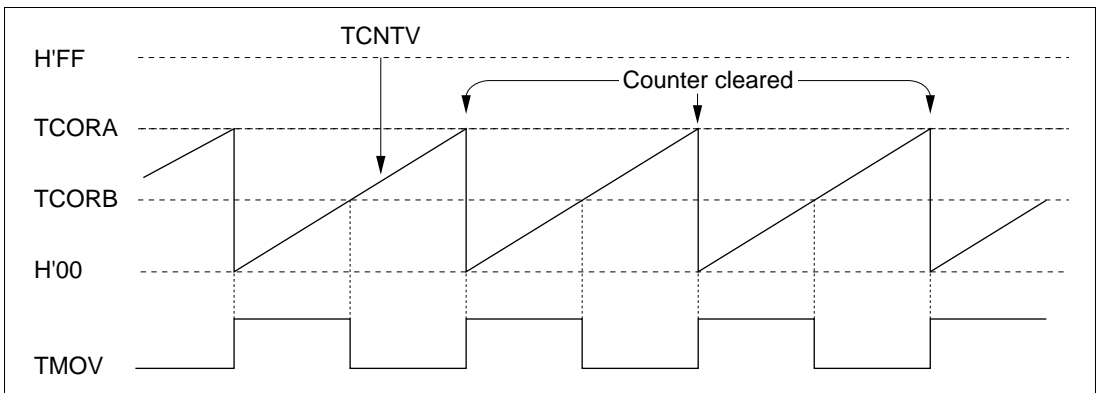 TCNTV
H'FF
Counter cleared
TCORA
TCORB
H'00
TMOV